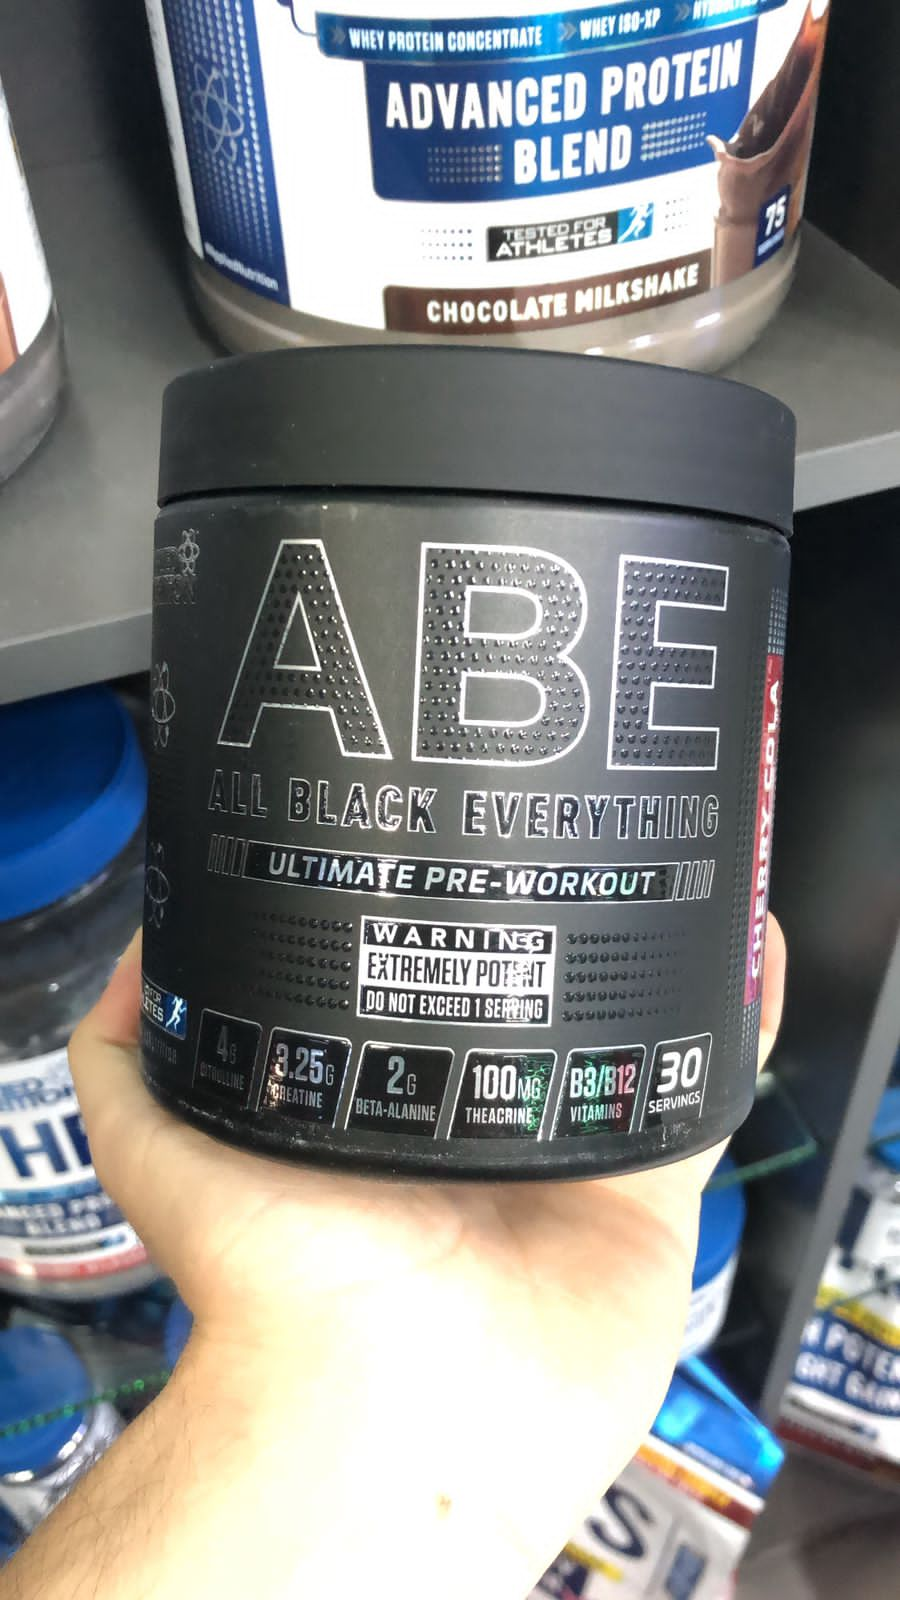 WHEY PROTEIN CONCENTRATE WHEY ISO-XP
ADVANCED PROTEIN
BLEND
TESTED FOR
ATHLETES
75
#AppliedNutrition
CHOCOLATE MILKSHAKE
ABE
ALL BLACK EVERYTHING
ULTIMATE PRE-WORKOUT
WARNING
EXTREMELY POTENT
DO NOT EXCEED 1 SERVING
CHERRY COLA
4G
CITRULLINE
3.25G
CREATINE
2G
BETA-ALANINE
100MG
THEACRINE
B3/B12
VITAMINS
30
SERVINGS
BLEND